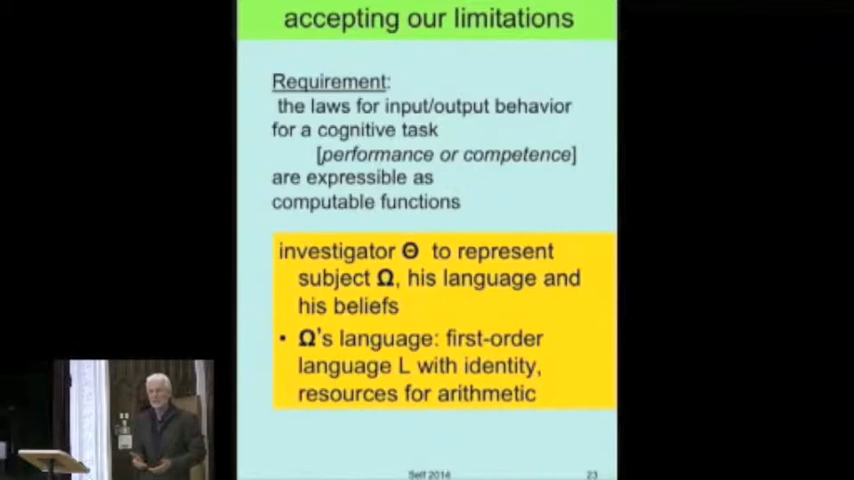 accepting our limitations
Requirement:
the laws for input/output behavior
for a cognitive task
[performance or competence]
are expressible as
computable functions
investigator Θ to represent
subject Ω, his language and
his beliefs
• Ω's language: first-order
language L with identity,
resources for arithmetic
Self 2014
23